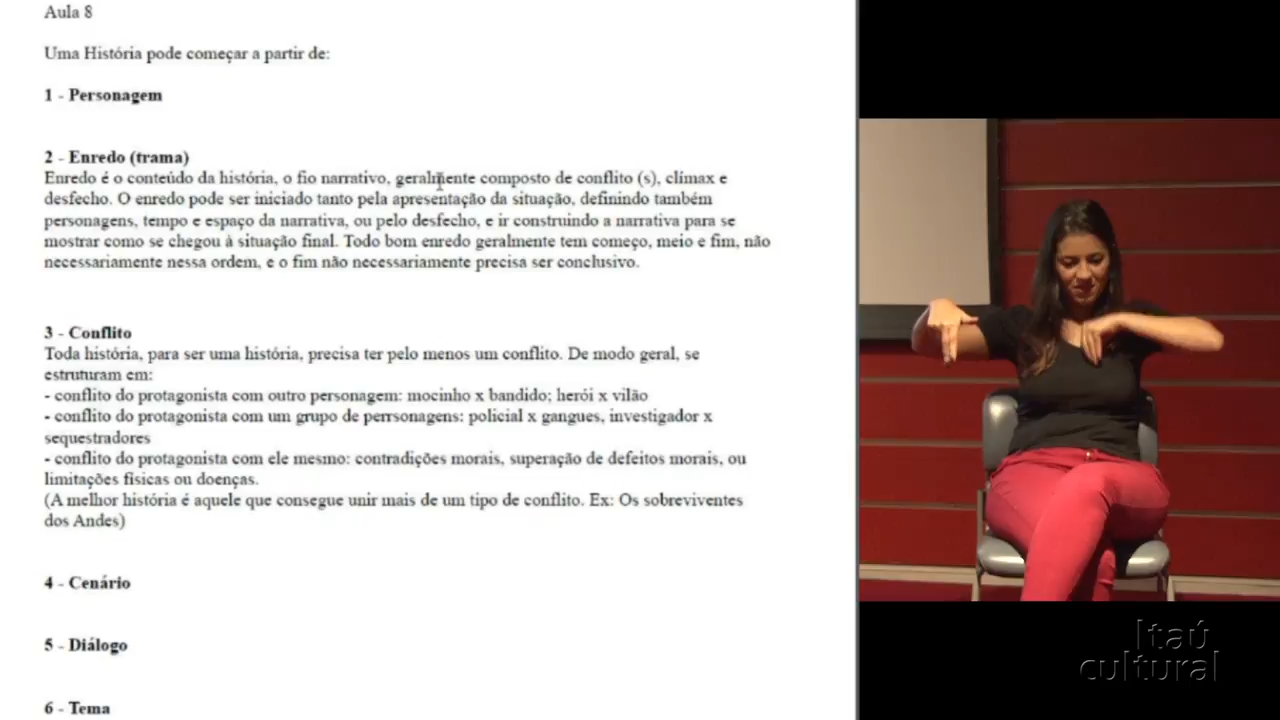 Aula 8
Uma História pode começar a partir de:
1 - Personagem
2 - Enredo (trama)
Enredo é o conteúdo da história, o fio narrativo, geralmente composto de conflito (s), clímax e
desfecho. O enredo pode ser iniciado tanto pela apresentação da situação, definindo também
personagens, tempo e espaço da narrativa, ou pelo desfecho, e ir construindo a narrativa para se
mostrar como se chegou à situação final. Todo bom enredo geralmente tem começo, meio e fim, não
necessariamente nessa ordem, e o fim não necessariamente precisa ser conclusivo.
3 - Conflito
Toda história, para ser uma história, precisa ter pelo menos um conflito. De modo geral, se
estruturam em:
- conflito do protagonista com outro personagem: mocinho x bandido; herói x vilão
- conflito do protagonista com um grupo de perrsonagens: policial x gangues, investigador x
sequestradores
- conflito do protagonista com ele mesmo: contradições morais, superação de defeitos morais, ou
limitações físicas ou doenças.
(A melhor história é aquele que consegue unir mais de um tipo de conflito. Ex: Os sobreviventes
dos Andes)
4 - Cenário
5 - Diálogo
6 - Tema
Itaú
cultural